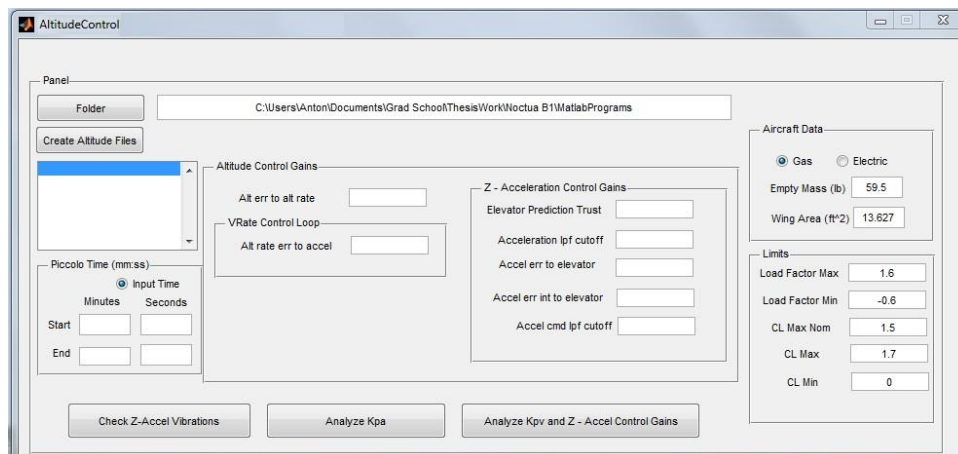 AltitudeControl
Panel
Folder
C:\Users\Anton\Documents\Grad School\ThesisWork\Noctua B1\MatlabPrograms
Create Altitude Files
Altitude Control Gains
Alt err to alt rate
VRate Control Loop
Alt rate err to accel
Z - Acceleration Control Gains
Elevator Prediction Trust
Acceleration lpf cutoff
Accel err to elevator
Accel err int to elevator
Accel cmd lpf cutoff
Aircraft Data
Gas Electric
Empty Mass (lb) 59.5
Wing Area (ft^2) 13.627
Limits
Load Factor Max 1.6
Load Factor Min -0.6
CL Max Nom 1.5
CL Max 1.7
CL Min 0
Piccolo Time (mm:ss)
Input Time
Minutes Seconds
Start
End
Check Z-Accel Vibrations
Analyze Kpa
Analyze Kpv and Z - Accel Control Gains